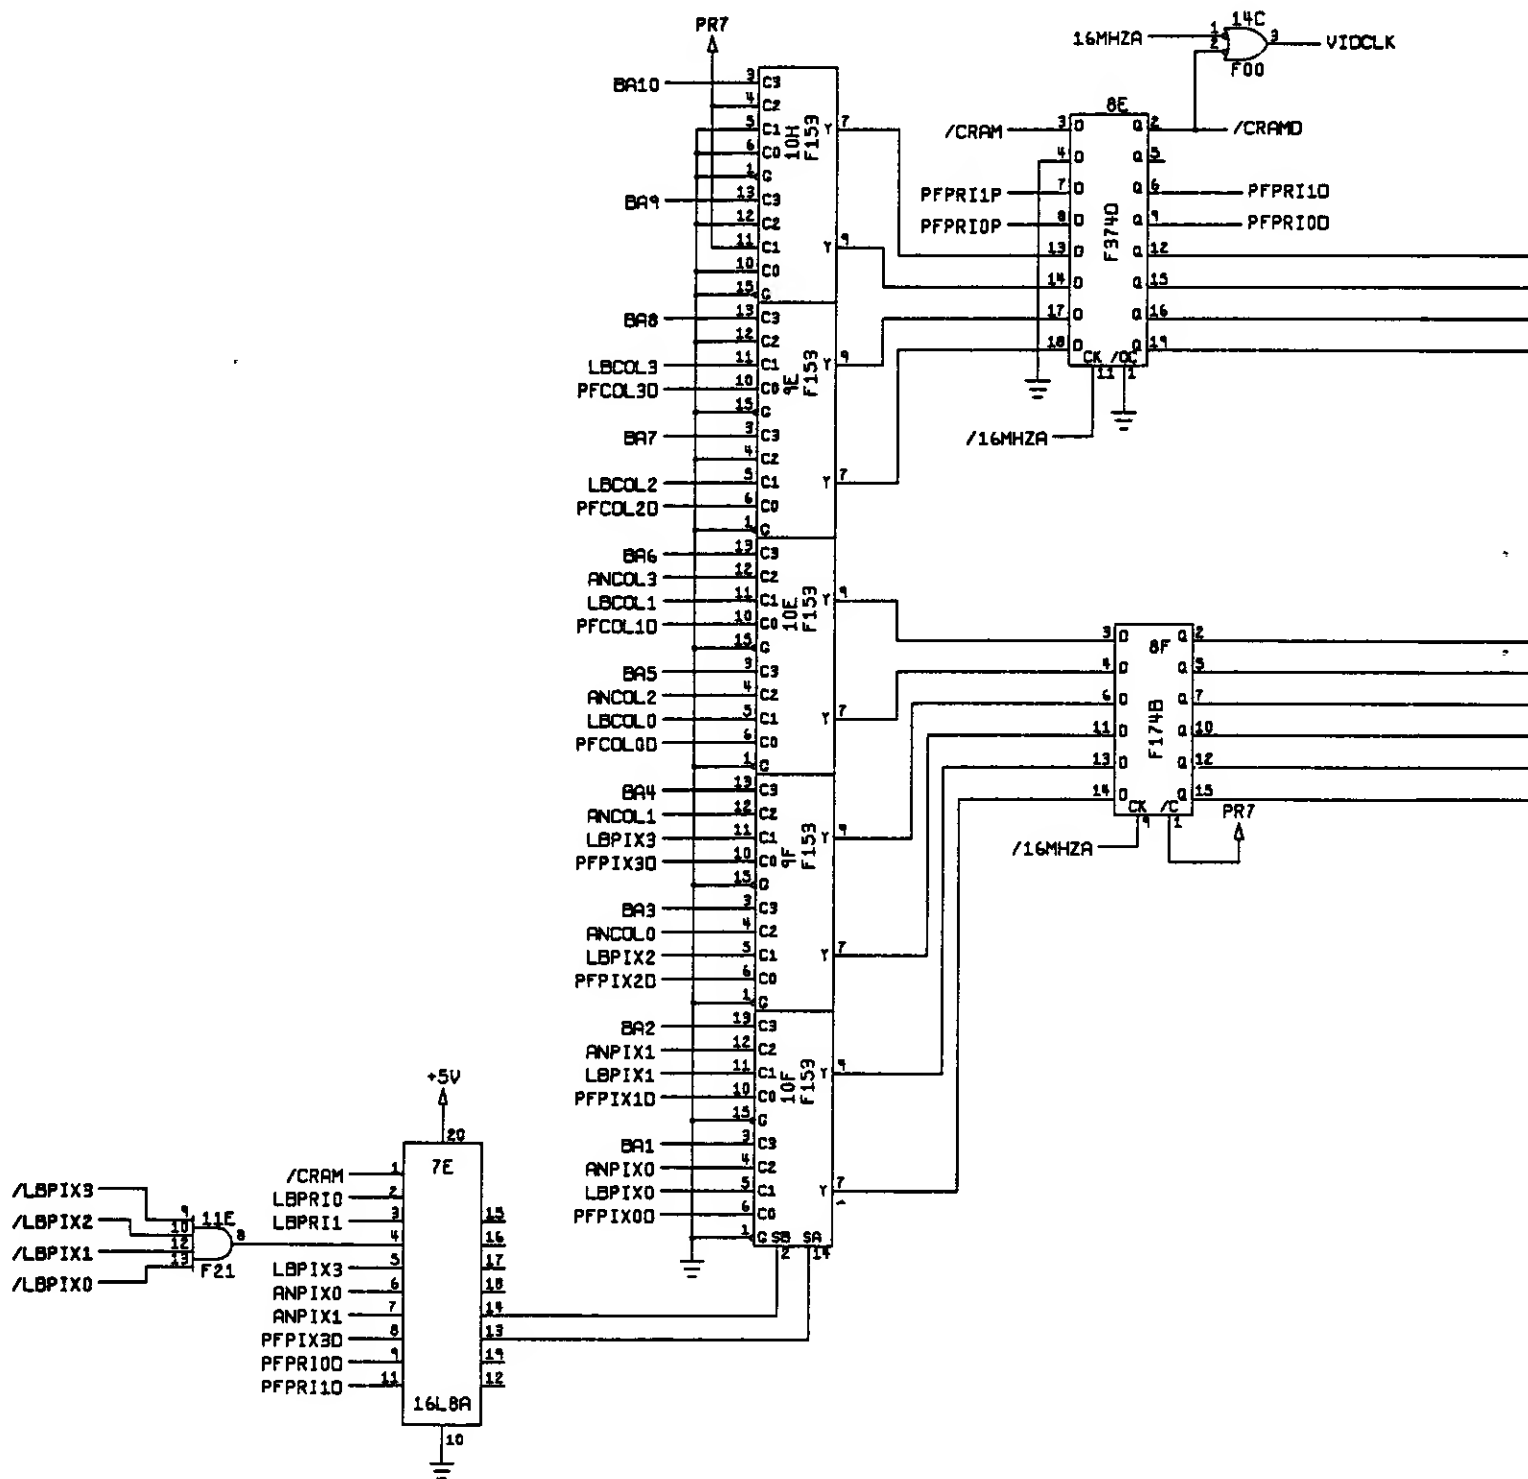 PR7
14C
16MHZA 1 3 VIDCLK
2
F00
BA10 3 C3
4 C2
5 C1 Y 7
6 C0
1 G
10H F153
BA9 13 C3
12 C2
11 C1 Y 9
10 C0
15 G
BA8 13 C3
12 C2
LBCOL3 11 C1 Y 9
PFCOL3D 10 C0
15 G
9E F153
BA7 3 C3
4 C2
LBCOL2 5 C1 Y 7
PFCOL2D 6 C0
1 G
BA6 13 C3
ANCOL3 12 C2
LBCOL1 11 C1 Y 9
PFCOL1D 10 C0
15 G
10E F153
BA5 3 C3
ANCOL2 4 C2
LBCOL0 5 C1 Y 7
PFCOL0D 6 C0
1 G
BA4 13 C3
ANCOL1 12 C2
LBPIX3 11 C1 Y 9
PFPIX3D 10 C0
15 G
9F F153
BA3 3 C3
ANCOL0 4 C2
LBPIX2 5 C1 Y 7
PFPIX2D 6 C0
1 G
BA2 13 C3
ANPIX1 12 C2
LBPIX1 11 C1 Y 9
PFPIX1D 10 C0
15 G
10F F153
BA1 3 C3
ANPIX0 4 C2
LBPIX0 5 C1 Y 7
PFPIX0D 6 C0
1 G SB SA
2 14
8E
/CRAM 3 D Q 2 /CRAMD
4 D Q 5
PFPRI1P 7 D Q 6 PFPRI1D
PFPRI0P 8 D Q 9 PFPRI0D
13 D Q 12
14 D Q 15
17 D Q 16
18 D Q 19
F374D
CK /OC
11 1
/16MHZA
8F
3 D Q 2
4 D Q 5
6 D Q 7
11 D Q 10
13 D Q 12
14 D Q 15
F174B
CK /C
9 1
PR7
/16MHZA
+5V
20
7E
/CRAM 1
LBPRI0 2
LBPRI1 3 15
4 16
LBPIX3 5 17
ANPIX0 6 18
ANPIX1 7 14
PFPIX3D 8 13
PFPRI0D 9 19
PFPRI1D 11 12
16L8A
10
/LBPIX3 9 11E
/LBPIX2 10 8
/LBPIX1 12
/LBPIX0 13 F21